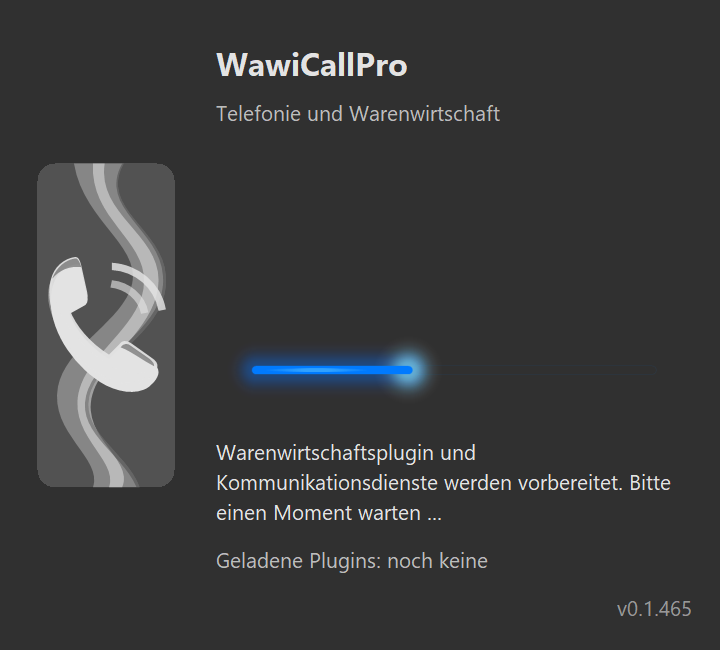 WawiCallPro
Telefonie und Warenwirtschaft
Warenwirtschaftsplugin und
Kommunikationsdienste werden vorbereitet. Bitte
einen Moment warten ...
Geladene Plugins: noch keine
v0.1.465